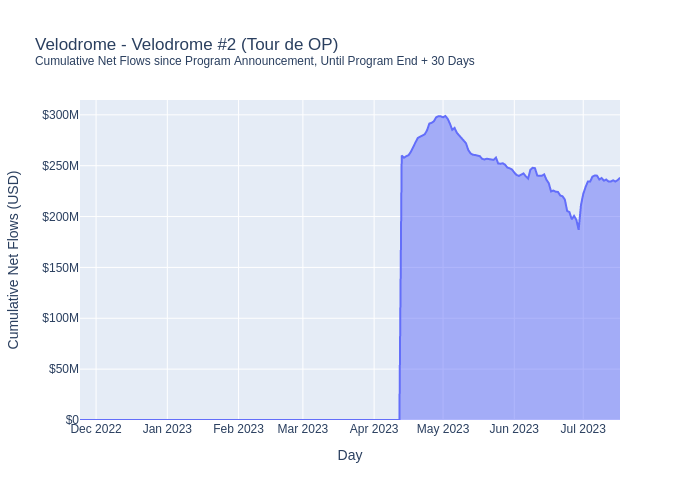 Velodrome - Velodrome #2 (Tour de OP)
Cumulative Net Flows since Program Announcement, Until Program End + 30 Days
Cumulative Net Flows (USD)
$300M
$250M
$200M
$150M
$100M
$50M
$0
Dec 2022 Jan 2023 Feb 2023 Mar 2023 Apr 2023 May 2023 Jun 2023 Jul 2023
Day